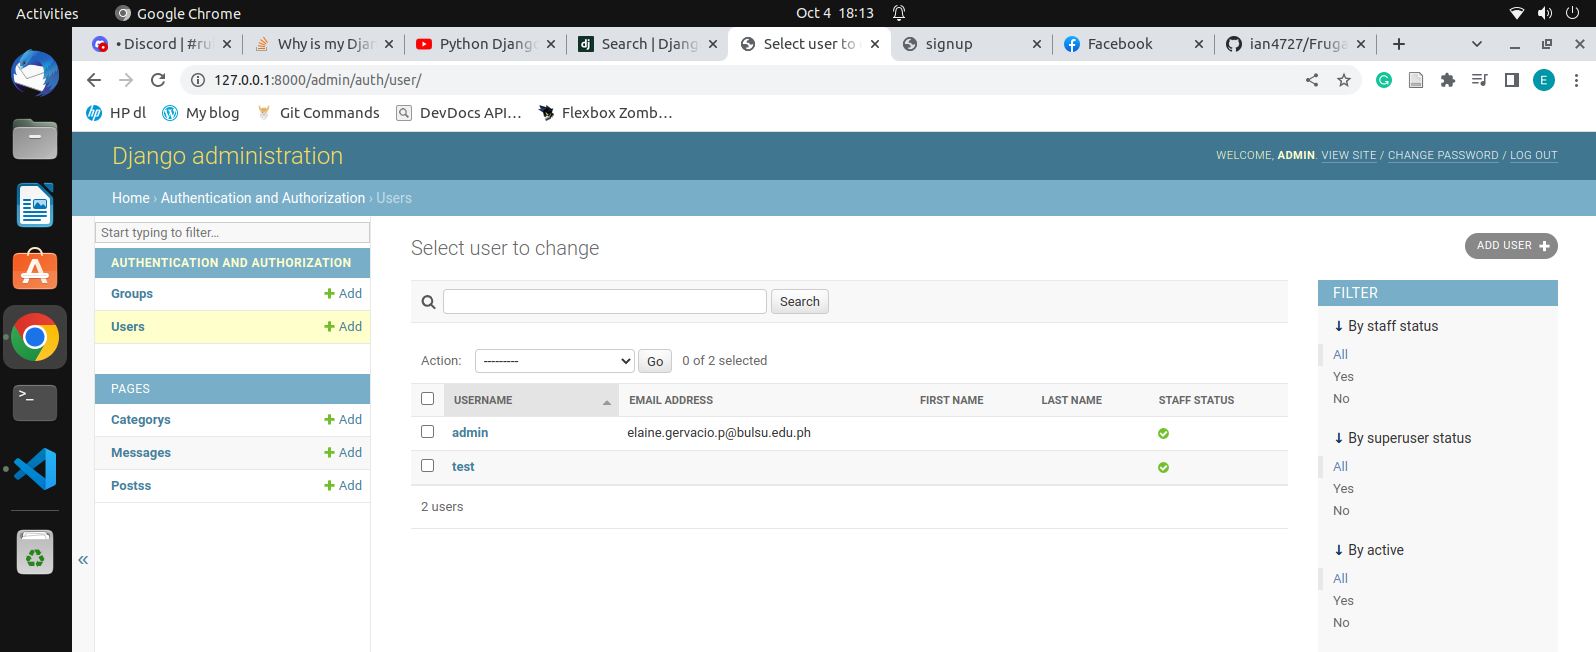 Activities Google Chrome Oct 4 18:13
• Discord | #ru Why is my Djan Python Djang Search | Djang Select user to signup Facebook ian4727/Fruga
127.0.0.1:8000/admin/auth/user/ E
HP dl My blog Git Commands DevDocs API... Flexbox Zomb...
Django administration WELCOME, ADMIN. VIEW SITE / CHANGE PASSWORD / LOG OUT
Home › Authentication and Authorization › Users
Start typing to filter...
AUTHENTICATION AND AUTHORIZATION
Groups + Add
Users + Add
PAGES
Categorys + Add
Messages + Add
Postss + Add
«
Select user to change
ADD USER +
Search
Action: --------- Go 0 of 2 selected
USERNAME EMAIL ADDRESS FIRST NAME LAST NAME STAFF STATUS
admin elaine.gervacio.p@bulsu.edu.ph
test
2 users
FILTER
↓ By staff status
All
Yes
No
↓ By superuser status
All
Yes
No
↓ By active
All
Yes
No